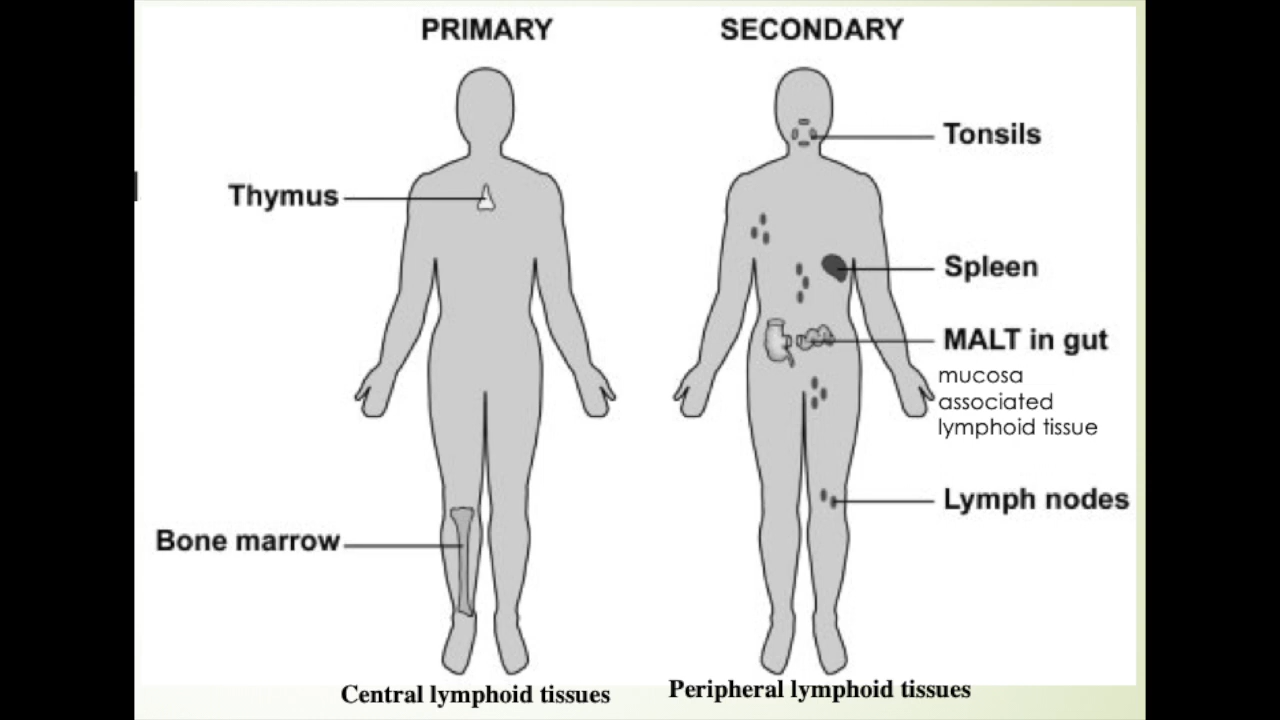 PRIMARY
SECONDARY
Tonsils
Thymus
Spleen
MALT in gut
mucosa
associated
lymphoid tissue
Lymph nodes
Bone marrow
Central lymphoid tissues
Peripheral lymphoid tissues